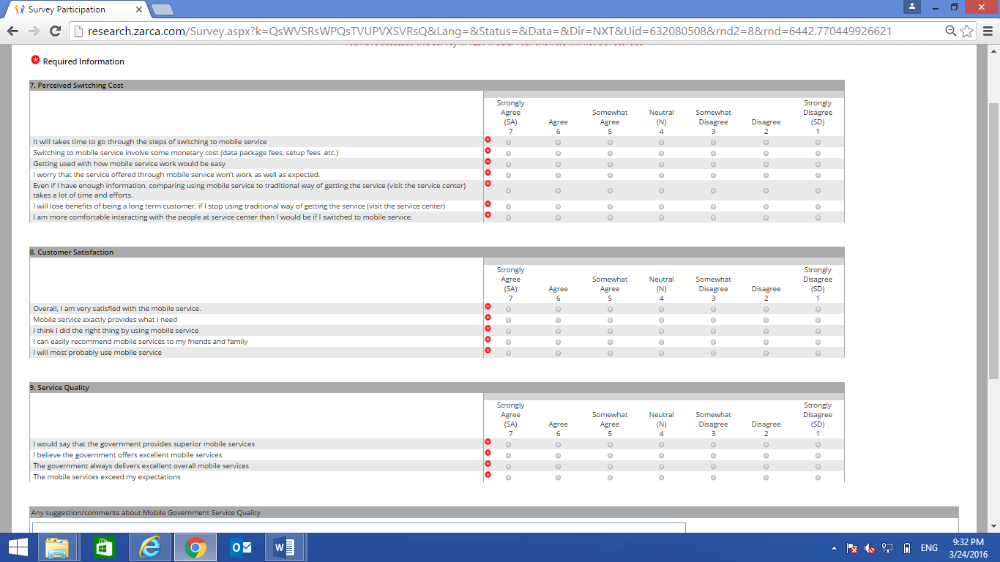 Survey Participation
research.zarca.com/Survey.aspx?k=QsWVSRsWPQsTVUPVXSVRsQ&Lang=&Status=&Data=&Dir=NXT&Uid=632080508&rnd2=8&rnd=6442.770449926621
Required Information
7. Perceived Switching Cost
Strongly Agree (SA) 7 Agree 6 Somewhat Agree 5 Neutral (N) 4 Somewhat Disagree 3 Disagree 2 Strongly Disagree (SD) 1
It will takes time to go through the steps of switching to mobile service
Switching to mobile service involve some monetary cost (data package fees, setup fees .etc.)
Getting used with how mobile service work would be easy
I worry that the service offered through mobile service won't work as well as expected.
Even if I have enough information, comparing using mobile service to traditional way of getting the service (visit the service center)
takes a lot of time and efforts.
I will lose benefits of being a long term customer, if I stop using traditional way of getting the service (visit the service center)
I am more comfortable interacting with the people at service center than I would be if I switched to mobile service.
8. Customer Satisfaction
Strongly Agree (SA) 7 Agree 6 Somewhat Agree 5 Neutral (N) 4 Somewhat Disagree 3 Disagree 2 Strongly Disagree (SD) 1
Overall, I am very satisfied with the mobile service.
Mobile service exactly provides what I need
I think I did the right thing by using mobile service
I can easily recommend mobile services to my friends and family
I will most probably use mobile service
9. Service Quality
Strongly Agree (SA) 7 Agree 6 Somewhat Agree 5 Neutral (N) 4 Somewhat Disagree 3 Disagree 2 Strongly Disagree (SD) 1
I would say that the government provides superior mobile services
I believe the government offers excellent mobile services
The government always delivers excellent overall mobile services
The mobile services exceed my expectations
Any suggestion/comments about Mobile Government Service Quality
ENG
9:32 PM
3/24/2016